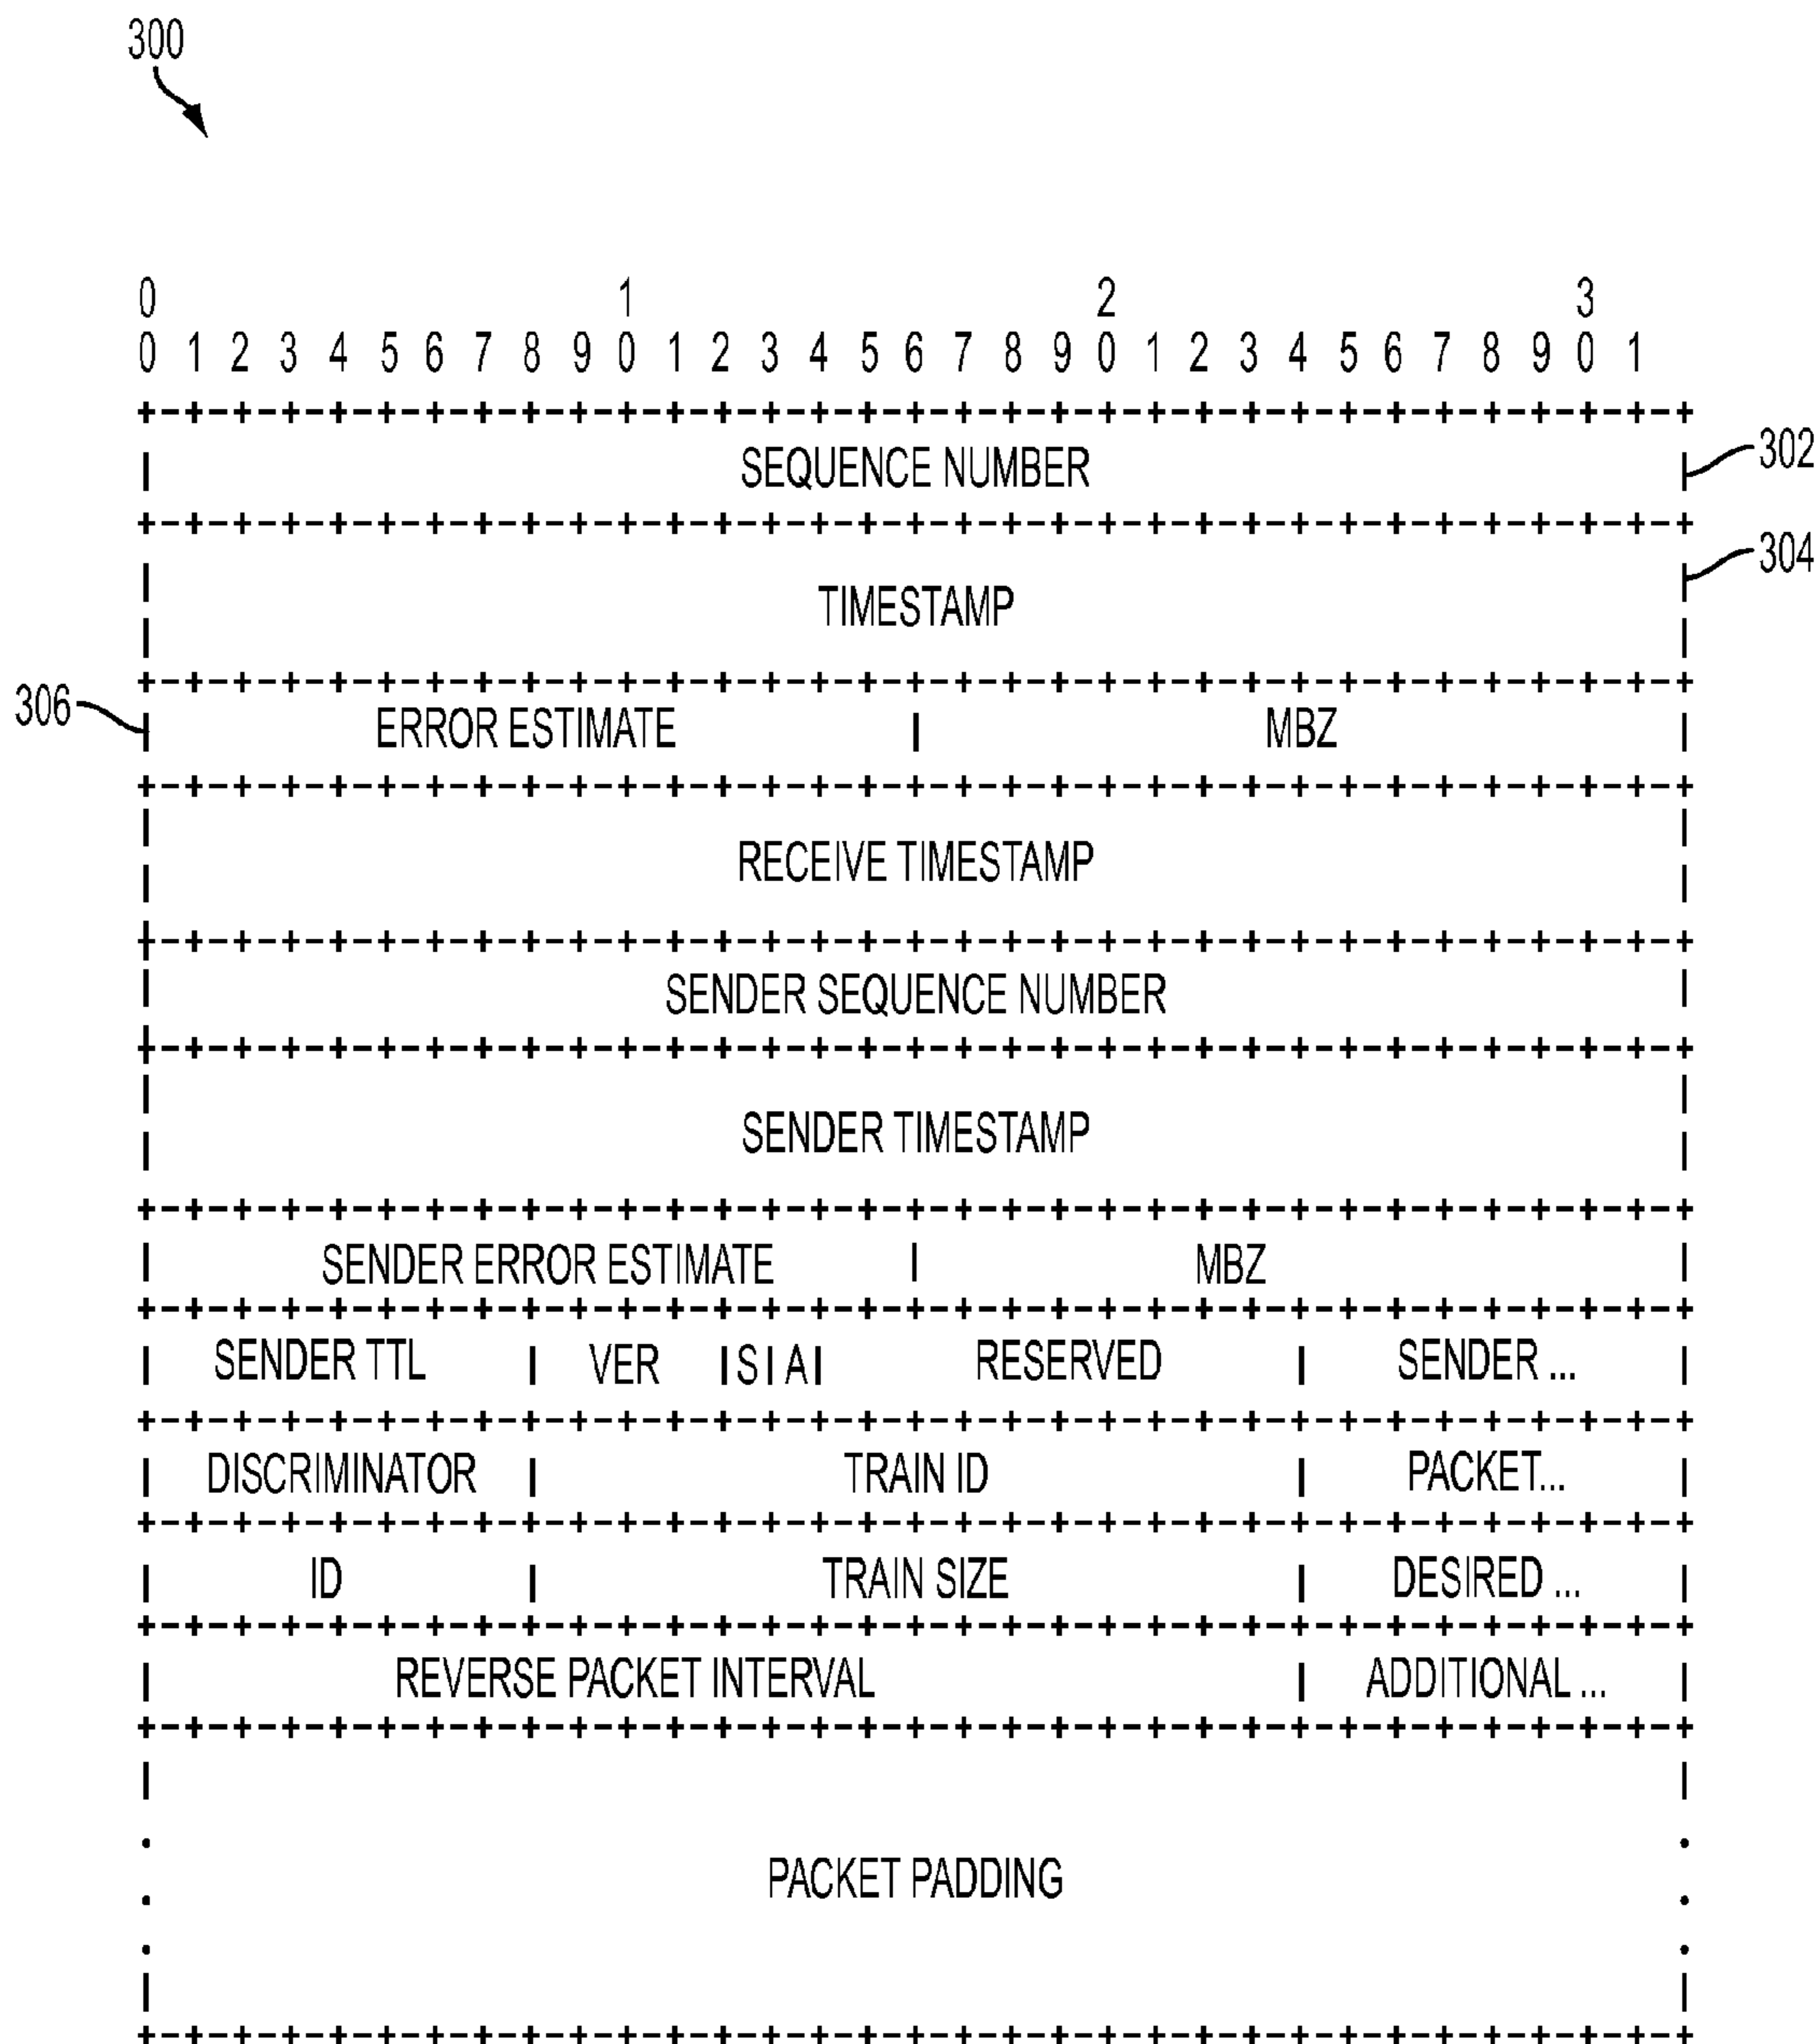 300
0 1 2 3
0 1 2 3 4 5 6 7 8 9 0 1 2 3 4 5 6 7 8 9 0 1 2 3 4 5 6 7 8 9 0 1
SEQUENCE NUMBER 302
304
TIMESTAMP
306 ERROR ESTIMATE | MBZ
RECEIVE TIMESTAMP
SENDER SEQUENCE NUMBER
SENDER TIMESTAMP
SENDER ERROR ESTIMATE | MBZ
SENDER TTL | VER |S| A| RESERVED | SENDER ...
DISCRIMINATOR | TRAIN ID | PACKET...
ID | TRAIN SIZE | DESIRED ...
REVERSE PACKET INTERVAL | ADDITIONAL ...
PACKET PADDING